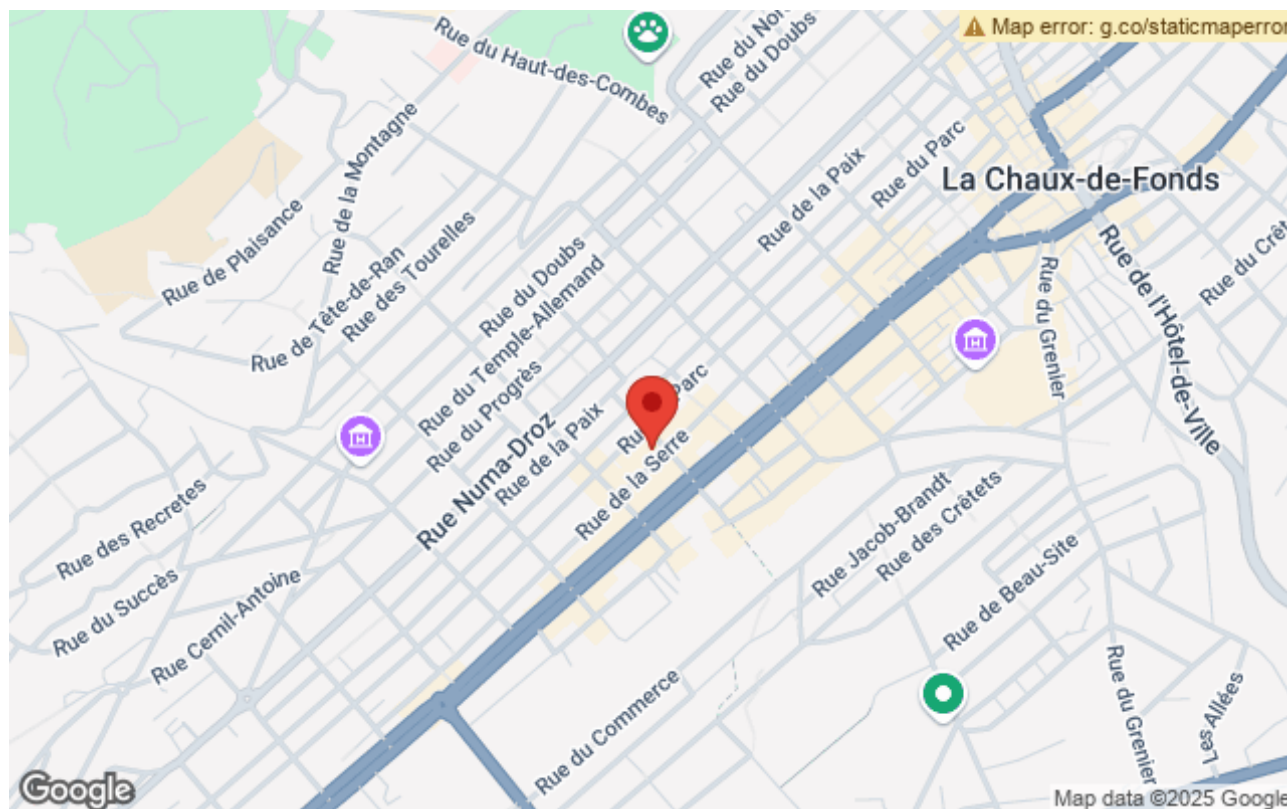 Map error: g.co/staticmaperror
Rue du Haut-des-Combes
Rue du Nord
Rue du Doubs
Rue de la Montagne
Rue de la Paix
Rue du Parc
La Chaux-de-Fonds
Rue de Plaisance
Rue de Tête-de-Ran
Rue des Tourelles
Rue du Doubs
Rue du Temple-Allemand
Rue du Progrès
Rue de l'Hôtel-de-Ville
Rue du Grenier
Rue du Crêt
Rue Numa-Droz
Rue de la Paix
Ru Parc
Rue de la Serre
Rue des Recretes
Rue du Succès
Rue Cernil-Antoine
Rue Jacob-Brandt
Rue des Crêtets
Rue de Beau-Site
Rue du Commerce
Rue du Grenier
Les Allées
Google
Map data ©2025 Google